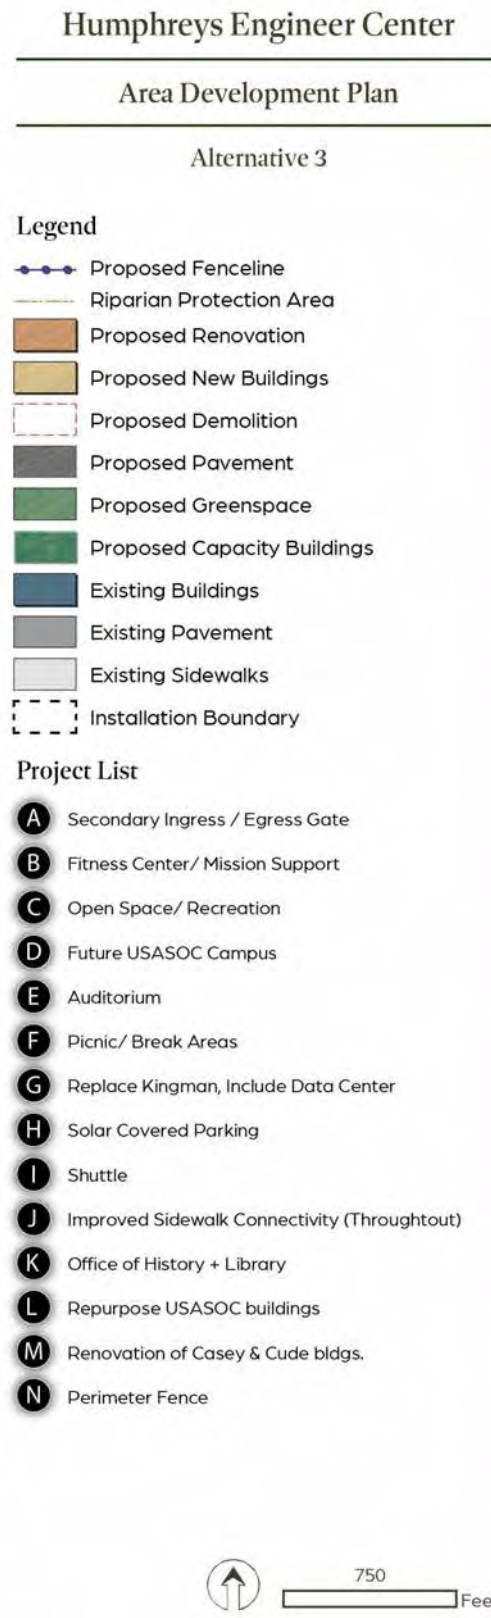 Humphreys Engineer Center
Area Development Plan
Alternative 3
Legend
Proposed Fenceline
Riparian Protection Area
Proposed Renovation
Proposed New Buildings
Proposed Demolition
Proposed Pavement
Proposed Greenspace
Proposed Capacity Buildings
Existing Buildings
Existing Pavement
Existing Sidewalks
Installation Boundary
Project List
A Secondary Ingress / Egress Gate
B Fitness Center/ Mission Support
C Open Space/ Recreation
D Future USASOC Campus
E Auditorium
F Picnic/ Break Areas
G Replace Kingman, Include Data Center
H Solar Covered Parking
I Shuttle
J Improved Sidewalk Connectivity (Throughtout)
K Office of History + Library
L Repurpose USASOC buildings
M Renovation of Casey & Cude bldgs.
N Perimeter Fence
750
Fee